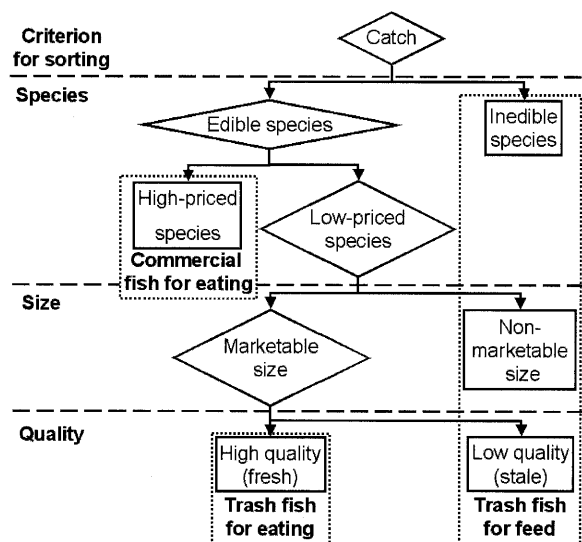 Criterion
for sorting
Catch
Species
Edible species
Inedible
species
High-priced
species
Low-priced
species
Commercial
fish for eating
Size
Marketable
size
Non-
marketable
size
Quality
High quality
(fresh)
Low quality
(stale)
Trash fish
for eating
Trash fish
for feed